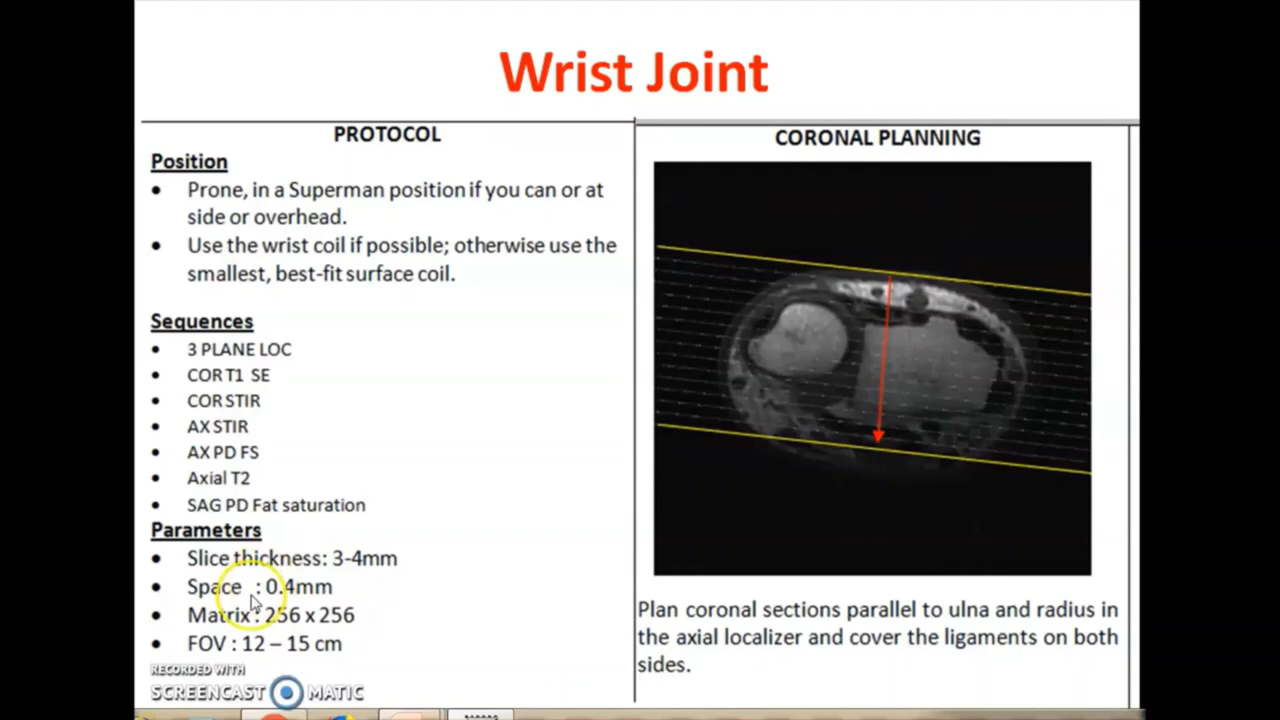 Wrist Joint
PROTOCOL
Position
• Prone, in a Superman position if you can or at
side or overhead.
• Use the wrist coil if possible; otherwise use the
smallest, best-fit surface coil.
Sequences
• 3 PLANE LOC
• COR T1 SE
• COR STIR
• AX STIR
• AX PD FS
• Axial T2
• SAG PD Fat saturation
Parameters
• Slice thickness: 3-4mm
• Space : 0.4mm
• Matrix : 256 x 256
• FOV : 12 – 15 cm
RECORDED WITH
SCREENCAST MATIC
CORONAL PLANNING
Plan coronal sections parallel to ulna and radius in
the axial localizer and cover the ligaments on both
sides.